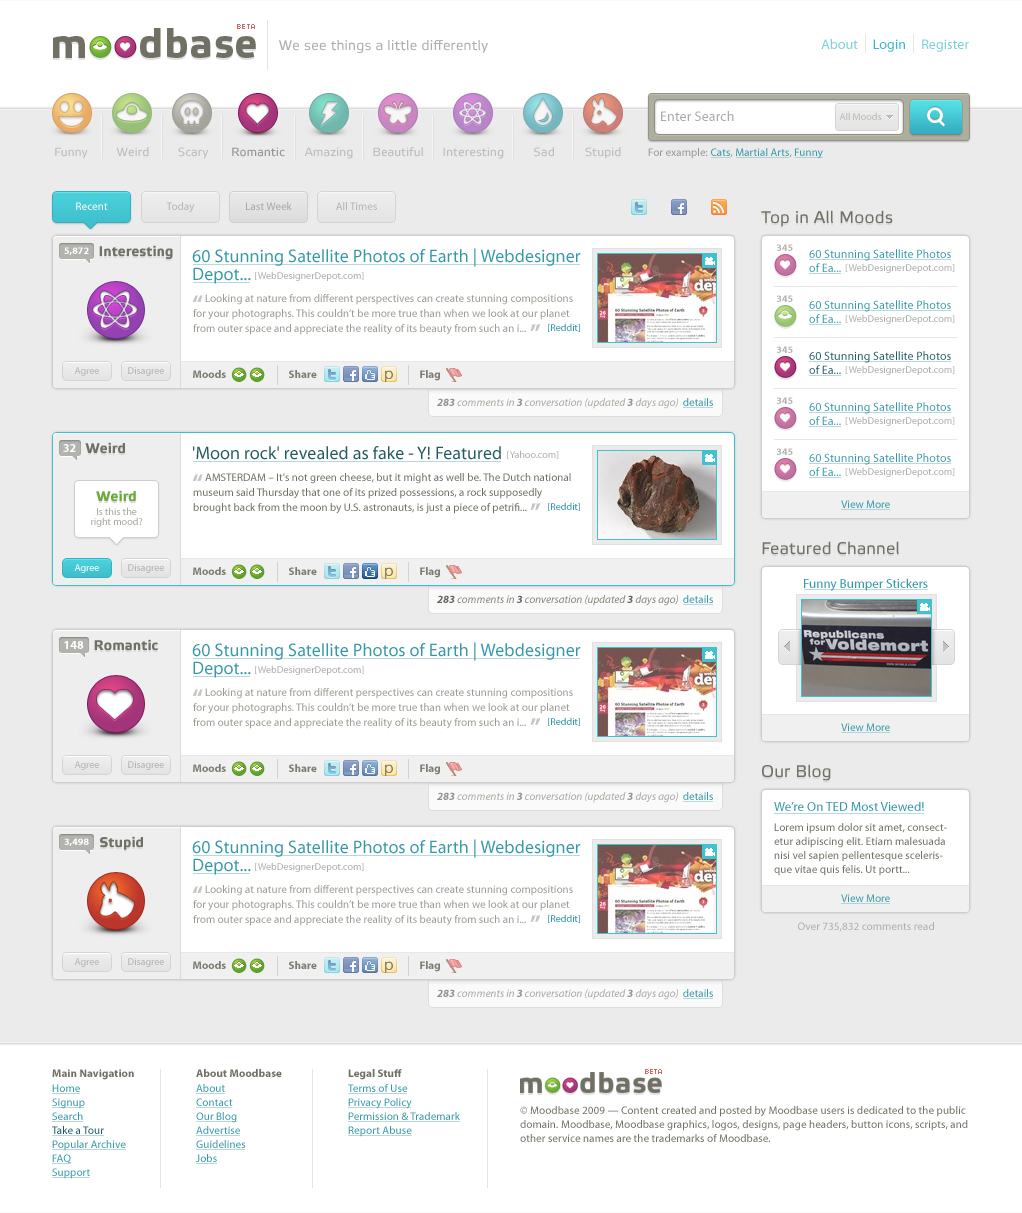 moodbase BETA
We see things a little differently
About Login Register
Funny Weird Scary Romantic Amazing Beautiful Interesting Sad Stupid
Enter Search All Moods
For example: Cats, Martial Arts, Funny
Recent Today Last Week All Times
5,872 Interesting
60 Stunning Satellite Photos of Earth | Webdesigner
Depot... [WebDesignerDepot.com]
“ Looking at nature from different perspectives can create stunning compositions
for your photographs. This couldn't be more true than when we look at our planet
from outer space and appreciate the reality of its beauty from such an i... ” [Reddit]
60 Stunning Satellite Photos of Earth
Agree Disagree
Moods Share Flag
283 comments in 3 conversation (updated 3 days ago) details
32 Weird
'Moon rock' revealed as fake - Y! Featured [Yahoo.com]
“ AMSTERDAM – It's not green cheese, but it might as well be. The Dutch national
museum said Thursday that one of its prized possessions, a rock supposedly
brought back from the moon by U.S. astronauts, is just a piece of petrifi... ” [Reddit]
Weird
Is this the
right mood?
Agree Disagree
Moods Share Flag
283 comments in 3 conversation (updated 3 days ago) details
148 Romantic
60 Stunning Satellite Photos of Earth | Webdesigner
Depot... [WebDesignerDepot.com]
“ Looking at nature from different perspectives can create stunning compositions
for your photographs. This couldn't be more true than when we look at our planet
from outer space and appreciate the reality of its beauty from such an i... ” [Reddit]
60 Stunning Satellite Photos of Earth
Agree Disagree
Moods Share Flag
283 comments in 3 conversation (updated 3 days ago) details
3,498 Stupid
60 Stunning Satellite Photos of Earth | Webdesigner
Depot... [WebDesignerDepot.com]
“ Looking at nature from different perspectives can create stunning compositions
for your photographs. This couldn't be more true than when we look at our planet
from outer space and appreciate the reality of its beauty from such an i... ” [Reddit]
60 Stunning Satellite Photos of Earth
Agree Disagree
Moods Share Flag
283 comments in 3 conversation (updated 3 days ago) details
Top in All Moods
345
60 Stunning Satellite Photos
of Ea... [WebDesignerDepot.com]
345
60 Stunning Satellite Photos
of Ea... [WebDesignerDepot.com]
345
60 Stunning Satellite Photos
of Ea... [WebDesignerDepot.com]
345
60 Stunning Satellite Photos
of Ea... [WebDesignerDepot.com]
345
60 Stunning Satellite Photos
of Ea... [WebDesignerDepot.com]
View More
Featured Channel
Funny Bumper Stickers
Republicans
for Voldemort
View More
Our Blog
We're On TED Most Viewed!
Lorem ipsum dolor sit amet, consect-
etur adipiscing elit. Etiam malesuada
nisi vel sapien pellentesque sceleris-
que vitae quis felis. Ut portt...
View More
Over 735,832 comments read
Main Navigation
Home
Signup
Search
Take a Tour
Popular Archive
FAQ
Support
About Moodbase
About
Contact
Our Blog
Advertise
Guidelines
Jobs
Legal Stuff
Terms of Use
Privacy Policy
Permission & Trademark
Report Abuse
moodbase BETA
© Moodbase 2009 — Content created and posted by Moodbase users is dedicated to the public
domain. Moodbase, Moodbase graphics, logos, designs, page headers, button icons, scripts, and
other service names are the trademarks of Moodbase.